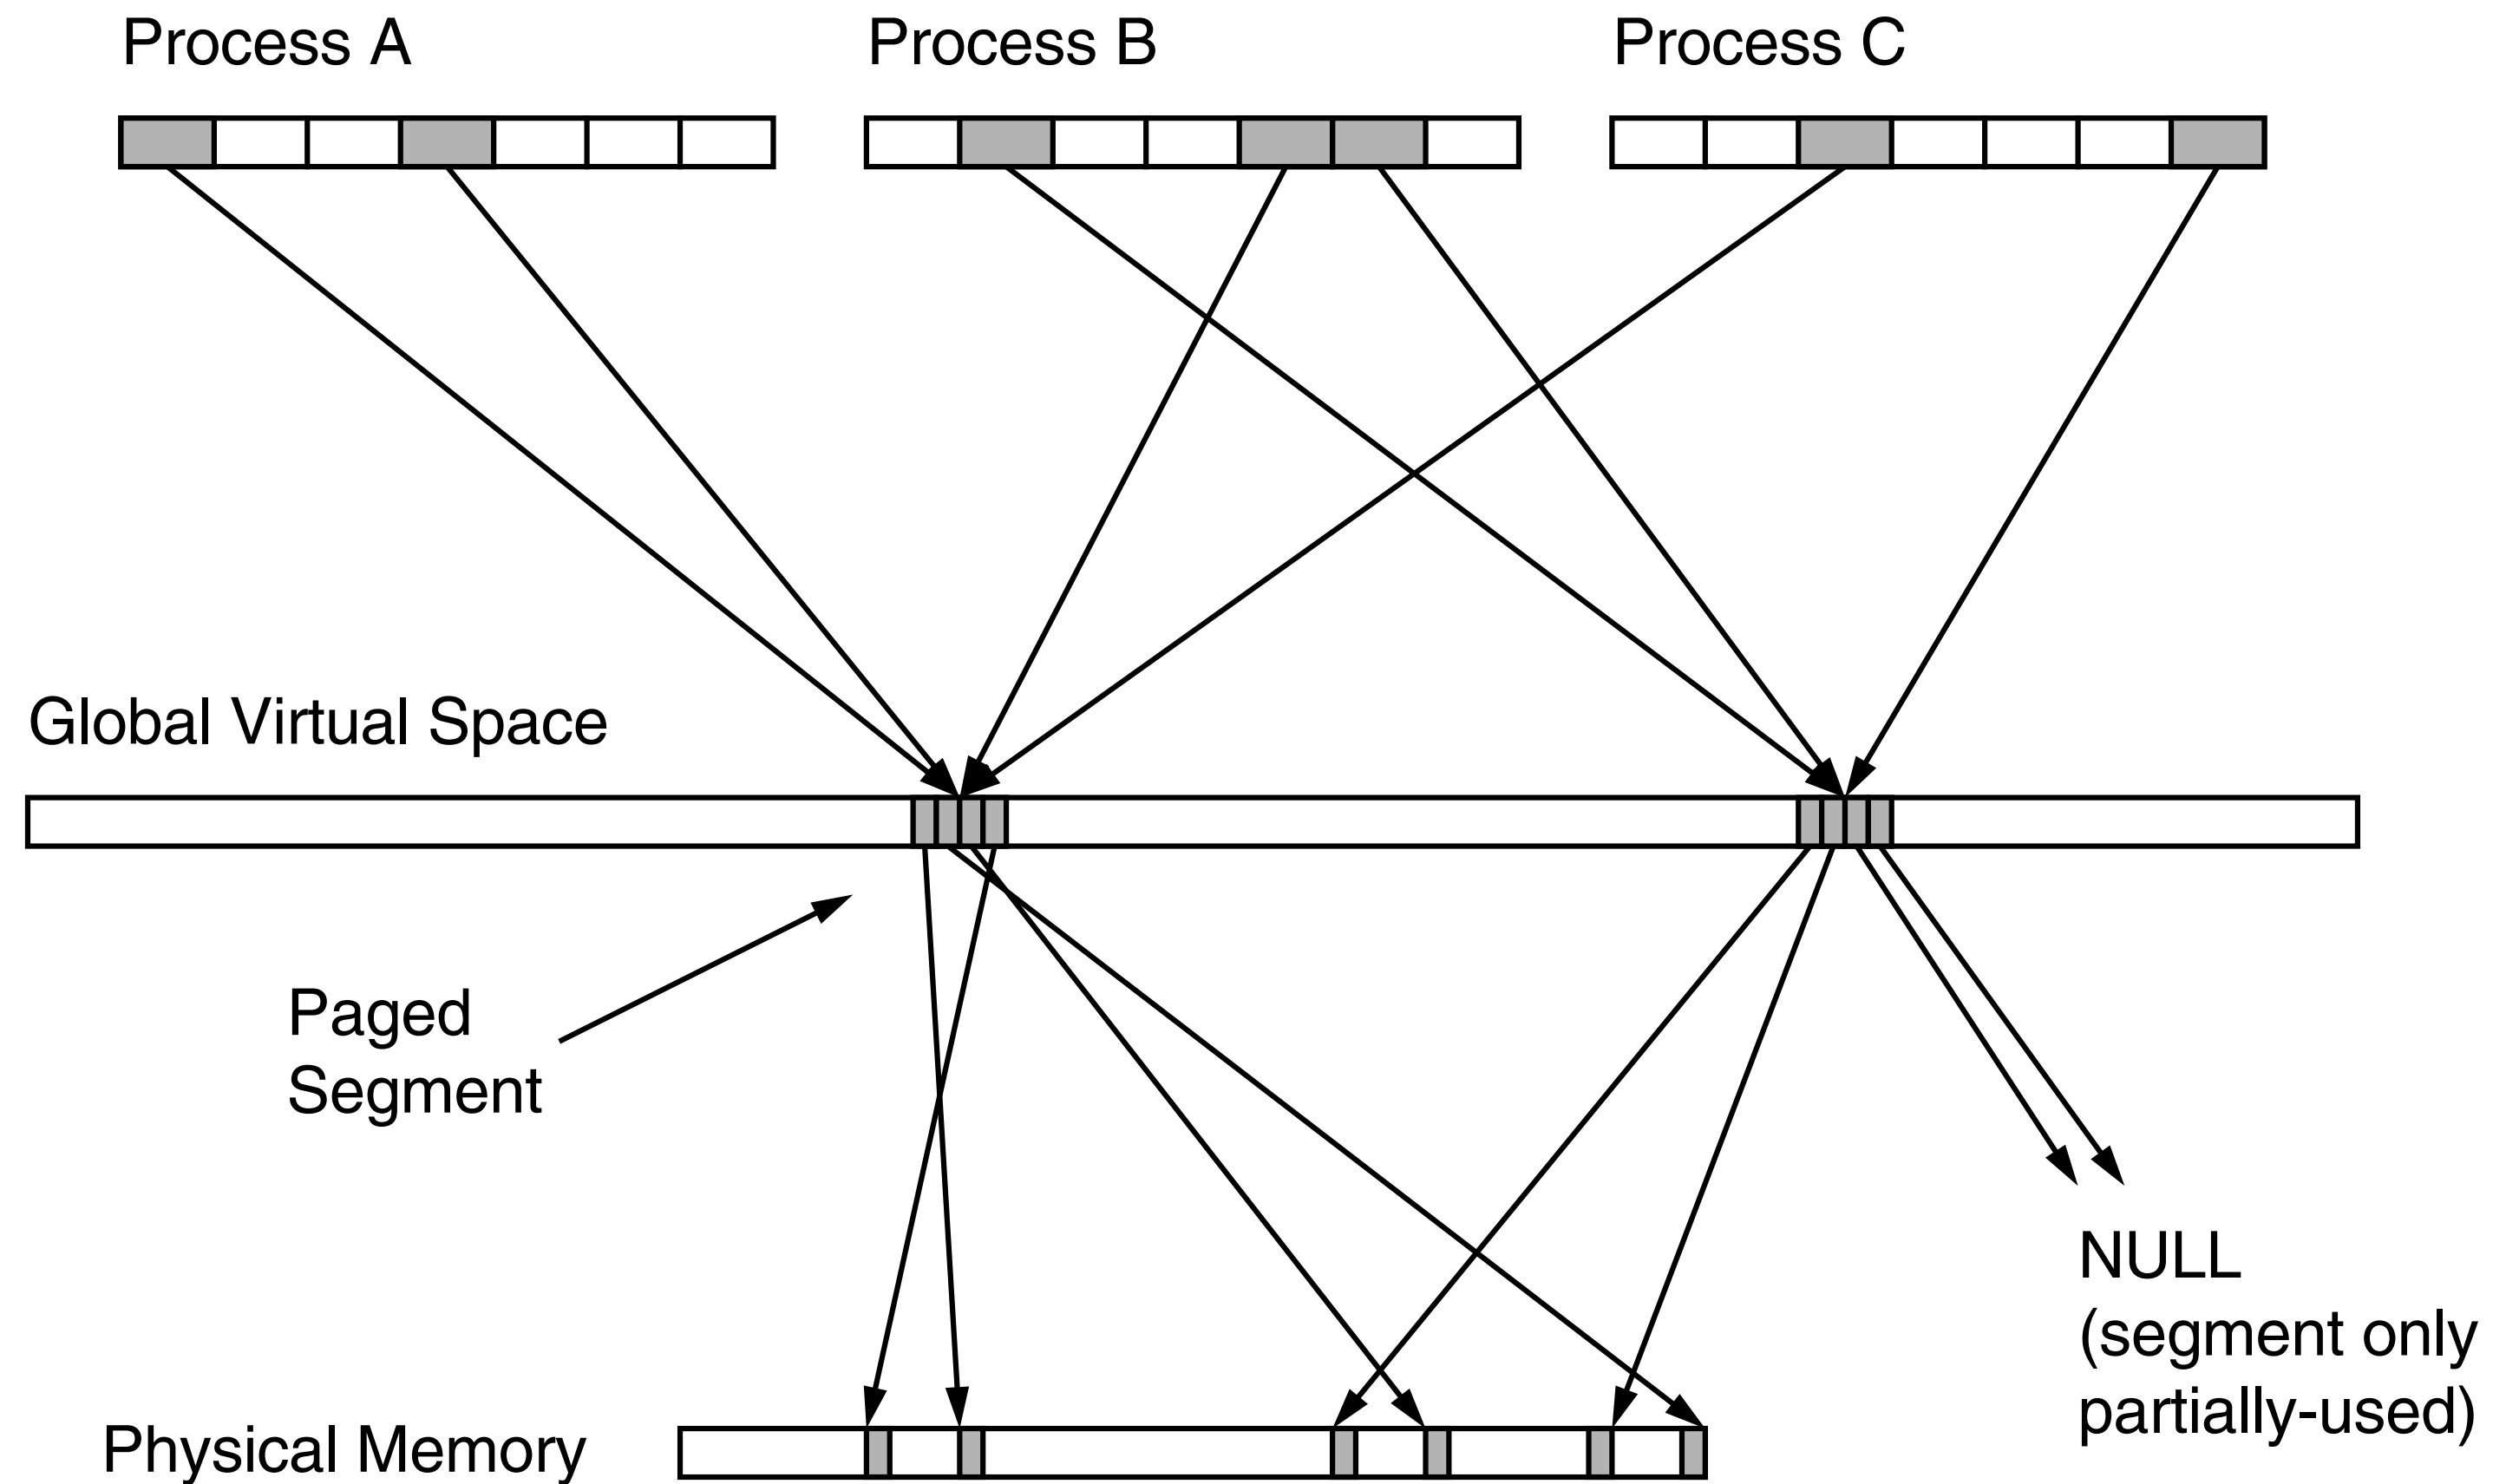 Process A
Process B
Process C
Global Virtual Space
Paged
Segment
NULL
(segment only
partially-used)
Physical Memory